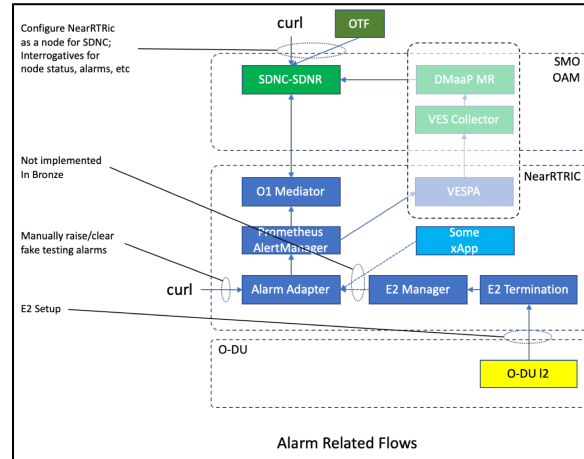 Configure NearRTRic
as a node for SDNC;
Interrogatives for
node status, alarms, etc
curl
OTF
SMO
OAM
SDNC-SDNR
DMaaP MR
VES Collector
Not implemented
In Bronze
NearRTRIC
O1 Mediator
VESPA
Manually raise/clear
fake testing alarms
Prometheus
AlertManager
Some
xApp
curl
Alarm Adapter
E2 Manager
E2 Termination
E2 Setup
O-DU
O-DU l2
Alarm Related Flows